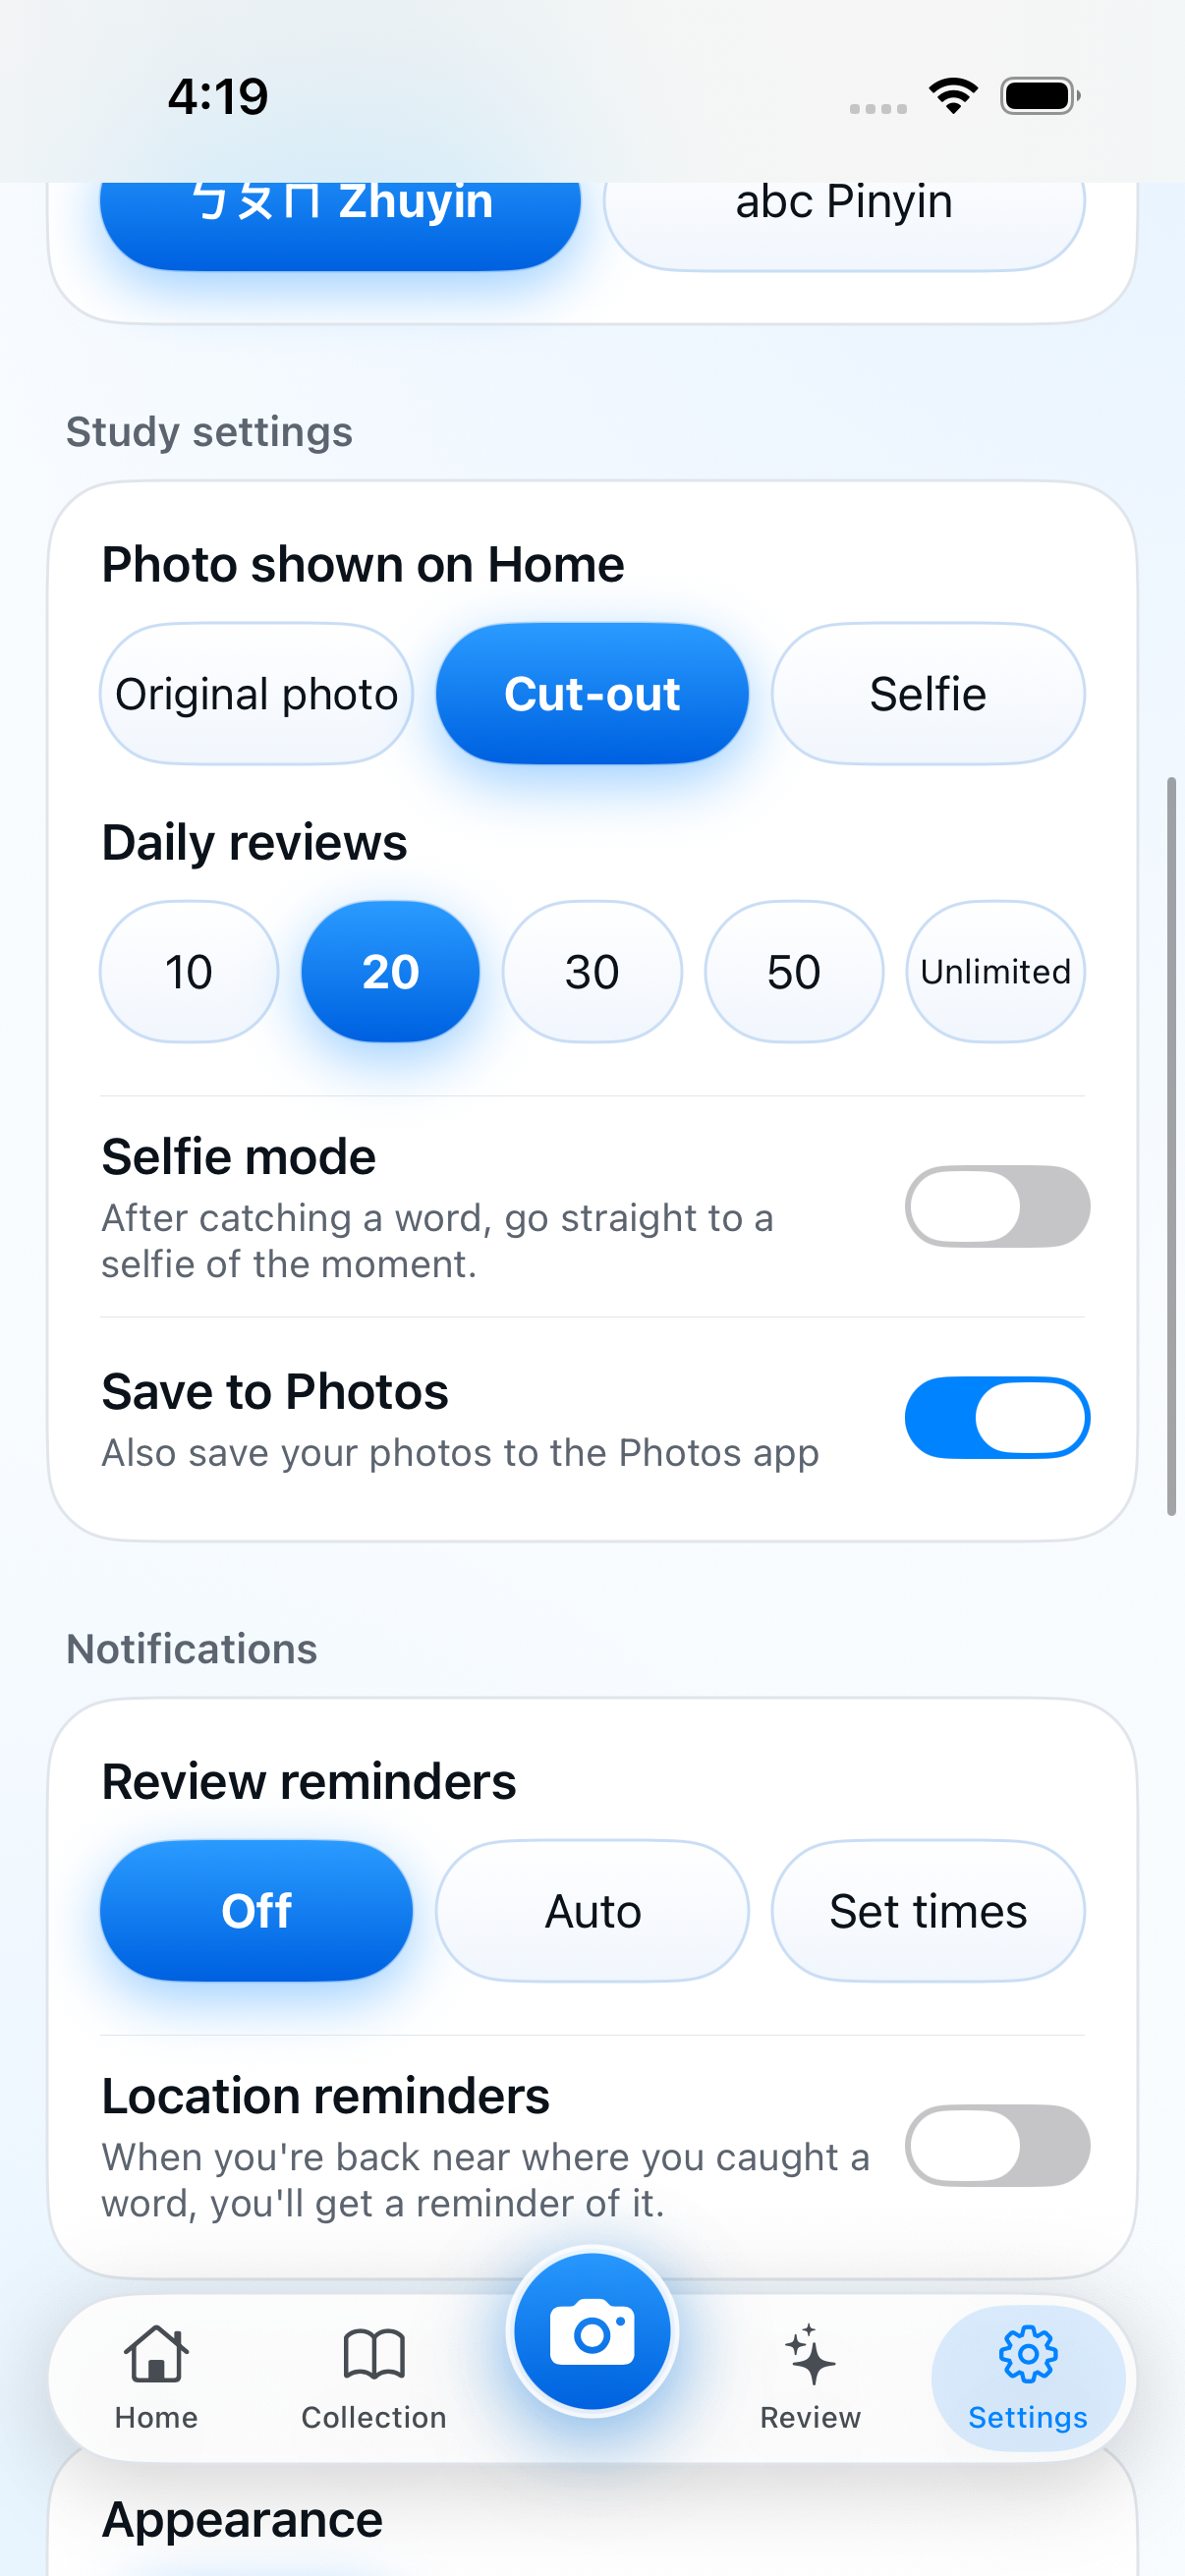 4:19
ㄅㄆㄇ Zhuyin
abc Pinyin
Study settings
Photo shown on Home
Original photo
Cut-out
Selfie
Daily reviews
10
20
30
50
Unlimited
Selfie mode
After catching a word, go straight to a
selfie of the moment.
Save to Photos
Also save your photos to the Photos app
Notifications
Review reminders
Off
Auto
Set times
Location reminders
When you're back near where you caught a
word, you'll get a reminder of it.
Home
Collection
Review
Settings
Appearance